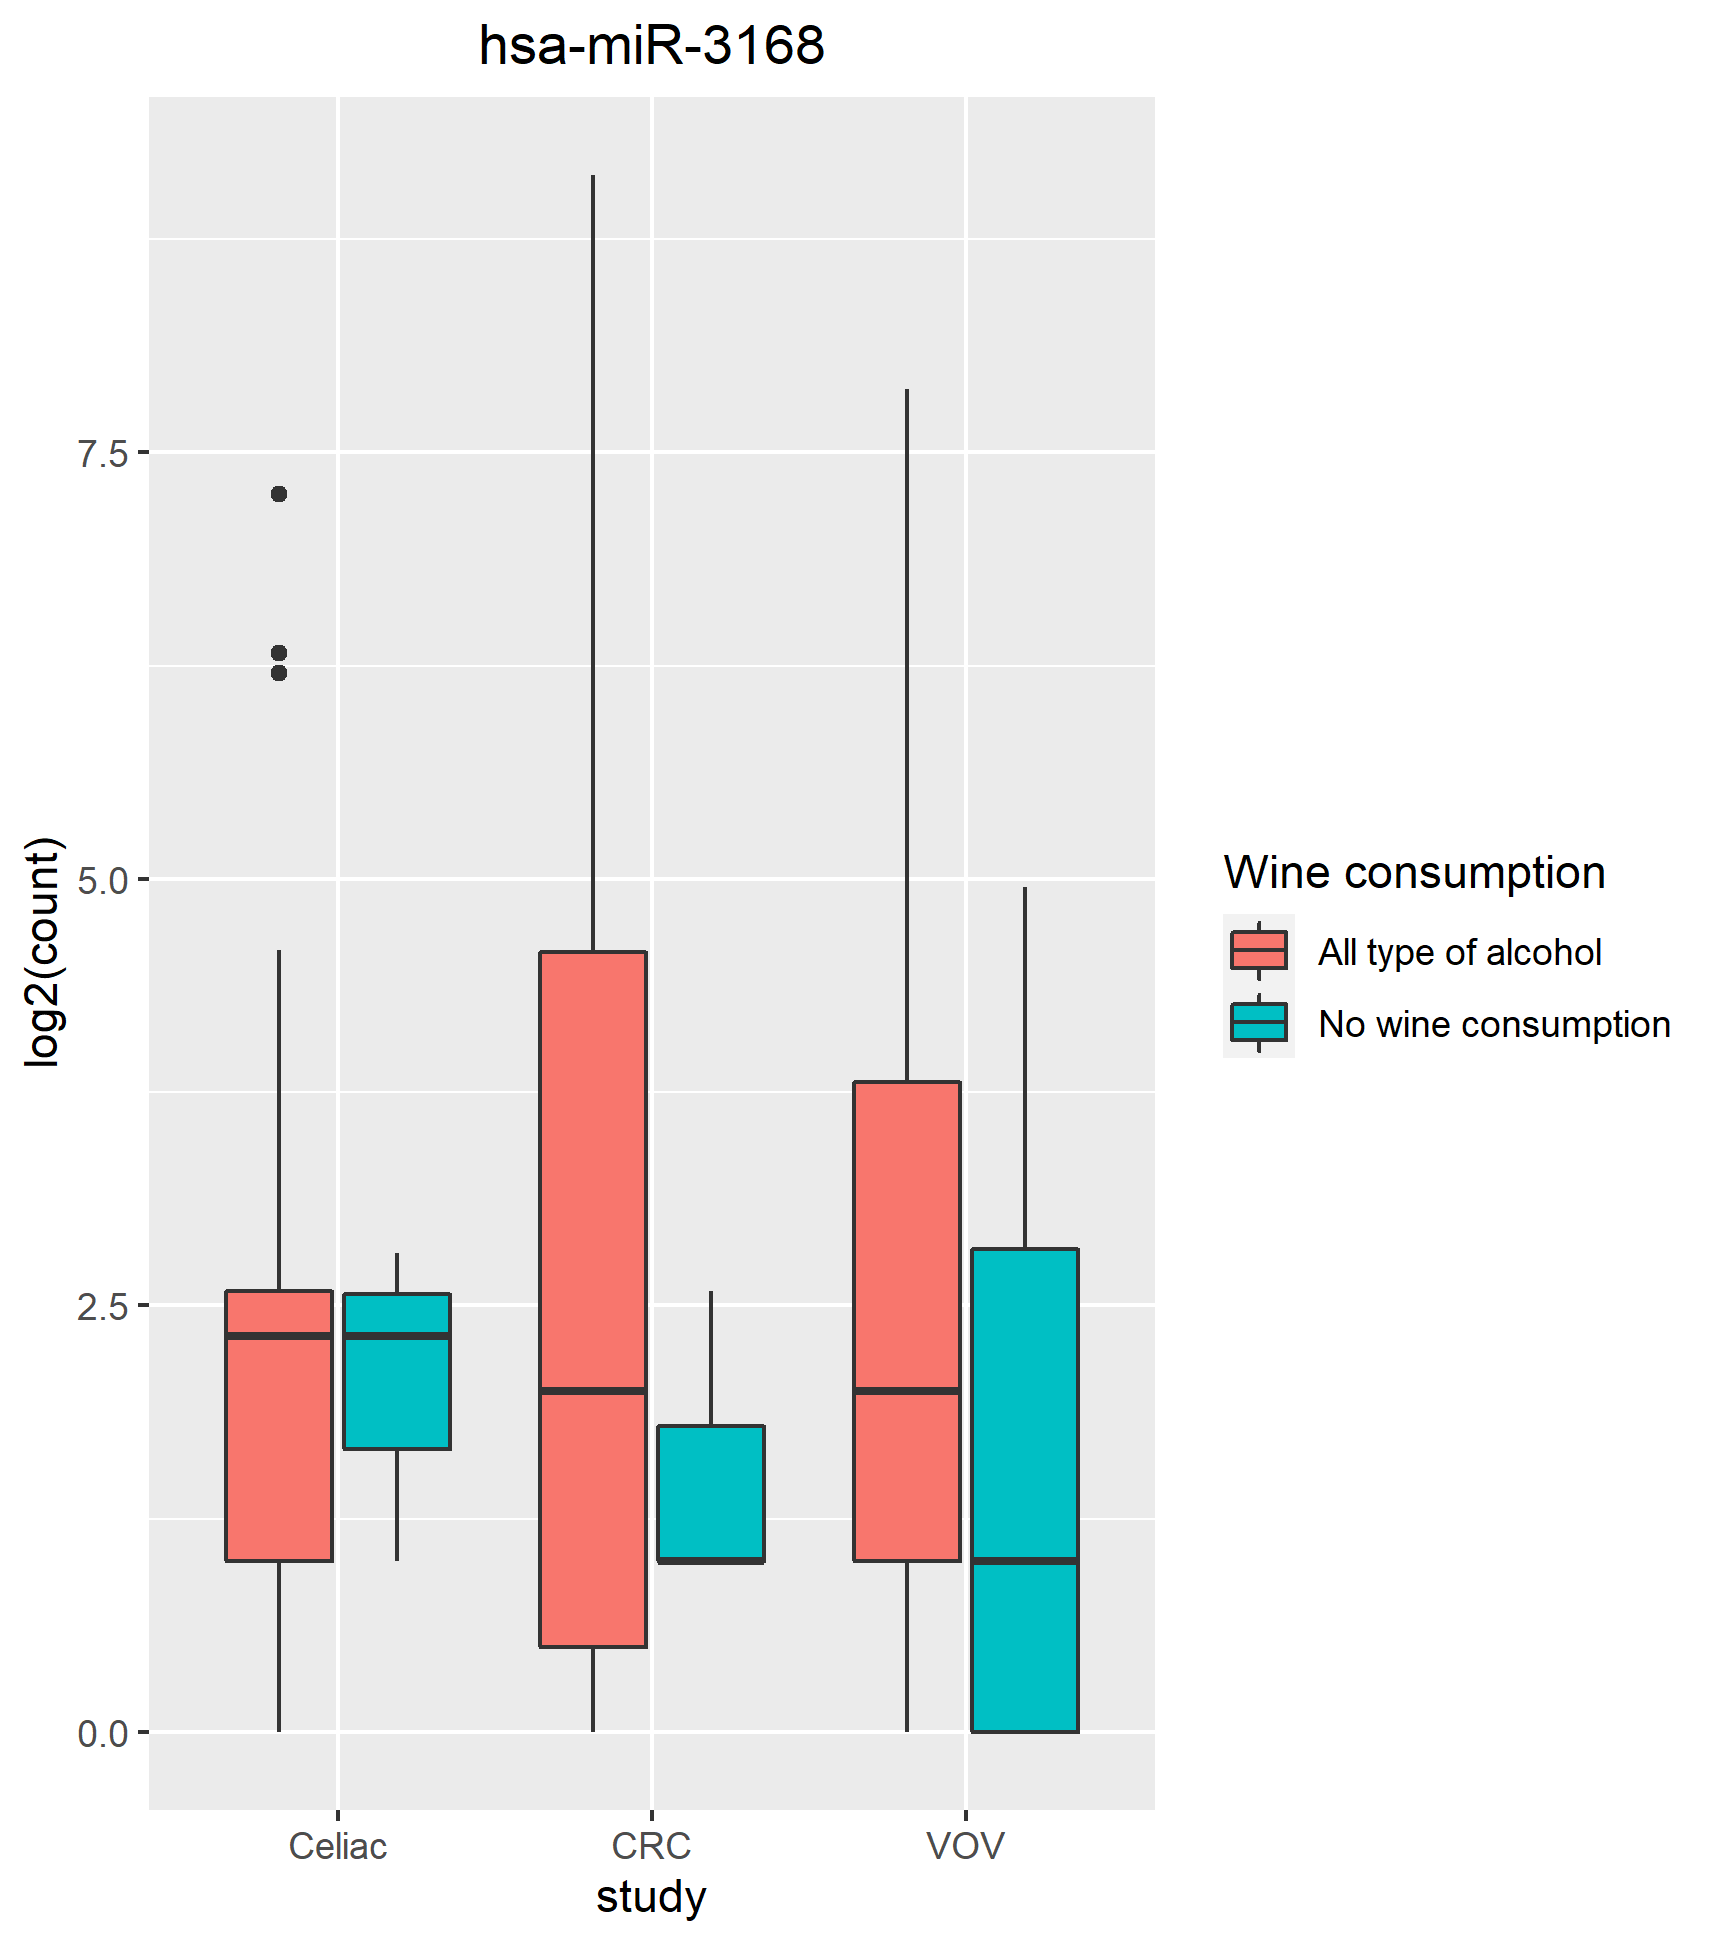 hsa-miR-3168
log2(count)
7.5
5.0
2.5
0.0
Celiac CRC VOV
study
Wine consumption
All type of alcohol
No wine consumption